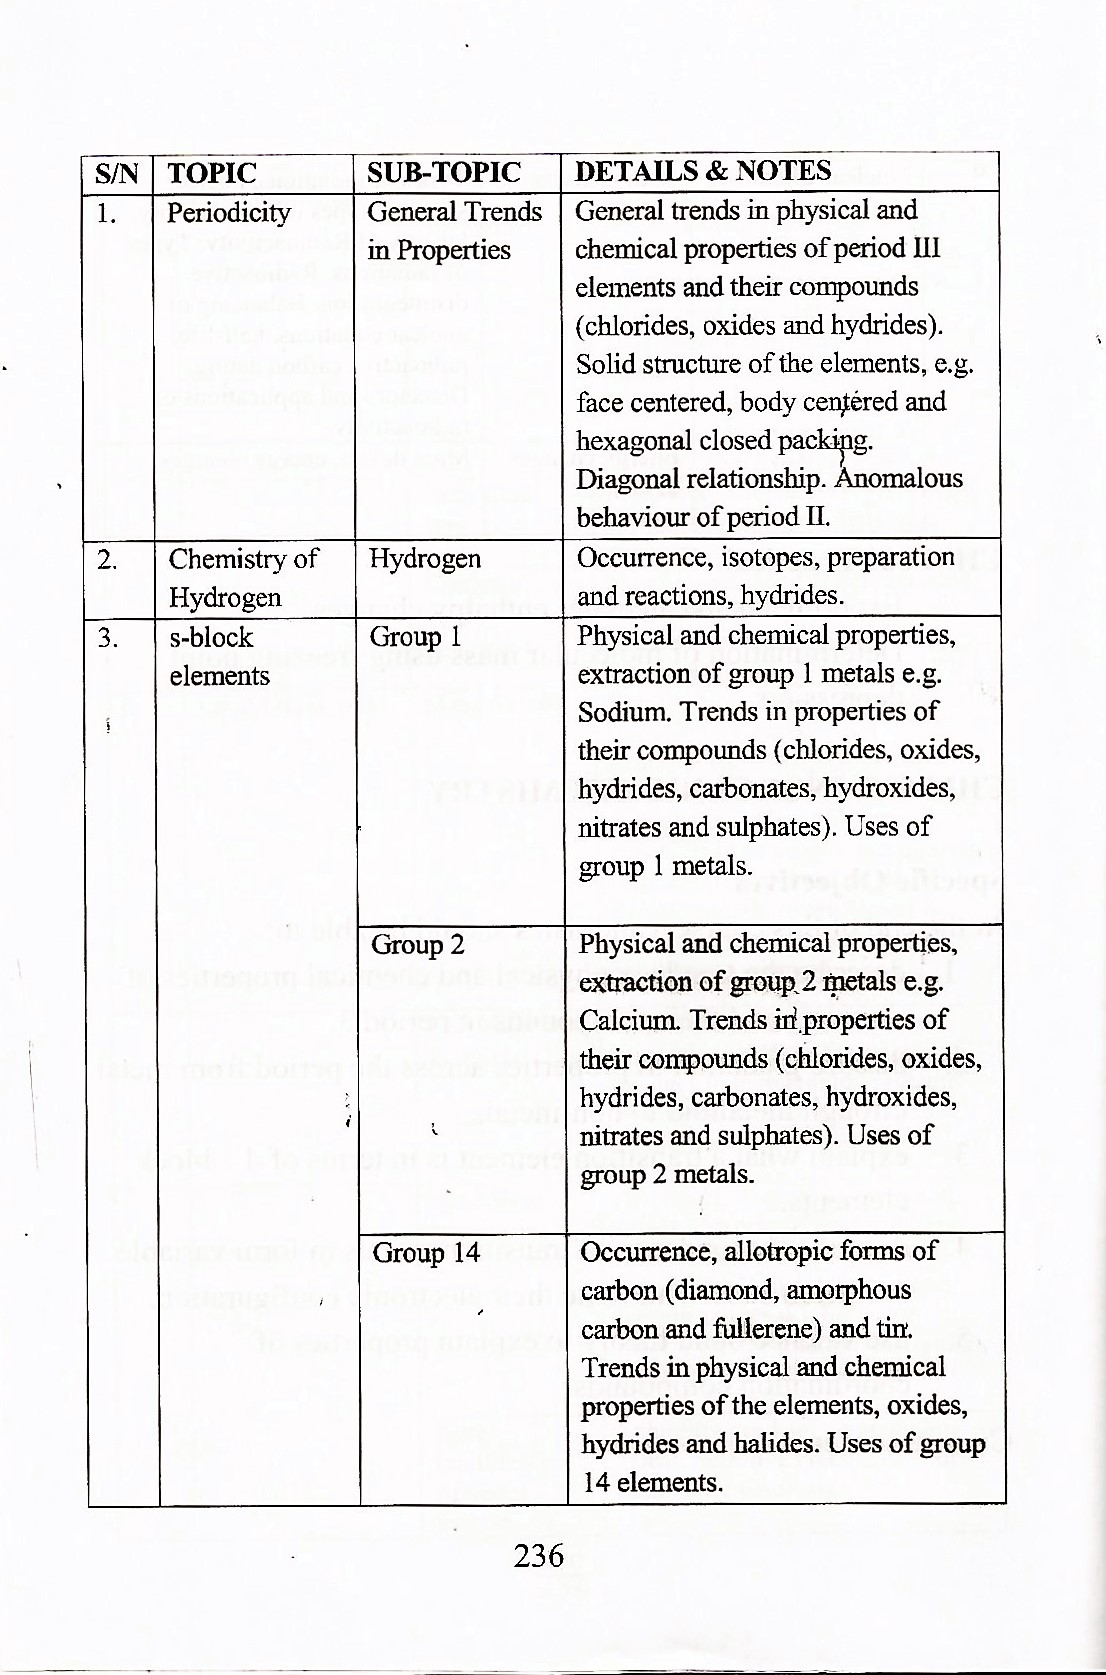 S/N TOPIC SUB-TOPIC DETAILS & NOTES
1. Periodicity General Trends General trends in physical and
in Properties chemical properties of period III
elements and their compounds
(chlorides, oxides and hydrides).
Solid structure of the elements, e.g.
face centered, body centered and
hexagonal closed packing.
Diagonal relationship. Anomalous
behaviour of period II.
2. Chemistry of Hydrogen Occurrence, isotopes, preparation
Hydrogen and reactions, hydrides.
3. s-block Group 1 Physical and chemical properties,
elements extraction of group 1 metals e.g.
Sodium. Trends in properties of
their compounds (chlorides, oxides,
hydrides, carbonates, hydroxides,
nitrates and sulphates). Uses of
group 1 metals.
Group 2 Physical and chemical properties,
extraction of group 2 metals e.g.
Calcium. Trends in properties of
their compounds (chlorides, oxides,
hydrides, carbonates, hydroxides,
nitrates and sulphates). Uses of
group 2 metals.
Group 14 Occurrence, allotropic forms of
carbon (diamond, amorphous
carbon and fullerene) and tin.
Trends in physical and chemical
properties of the elements, oxides,
hydrides and halides. Uses of group
14 elements.
236